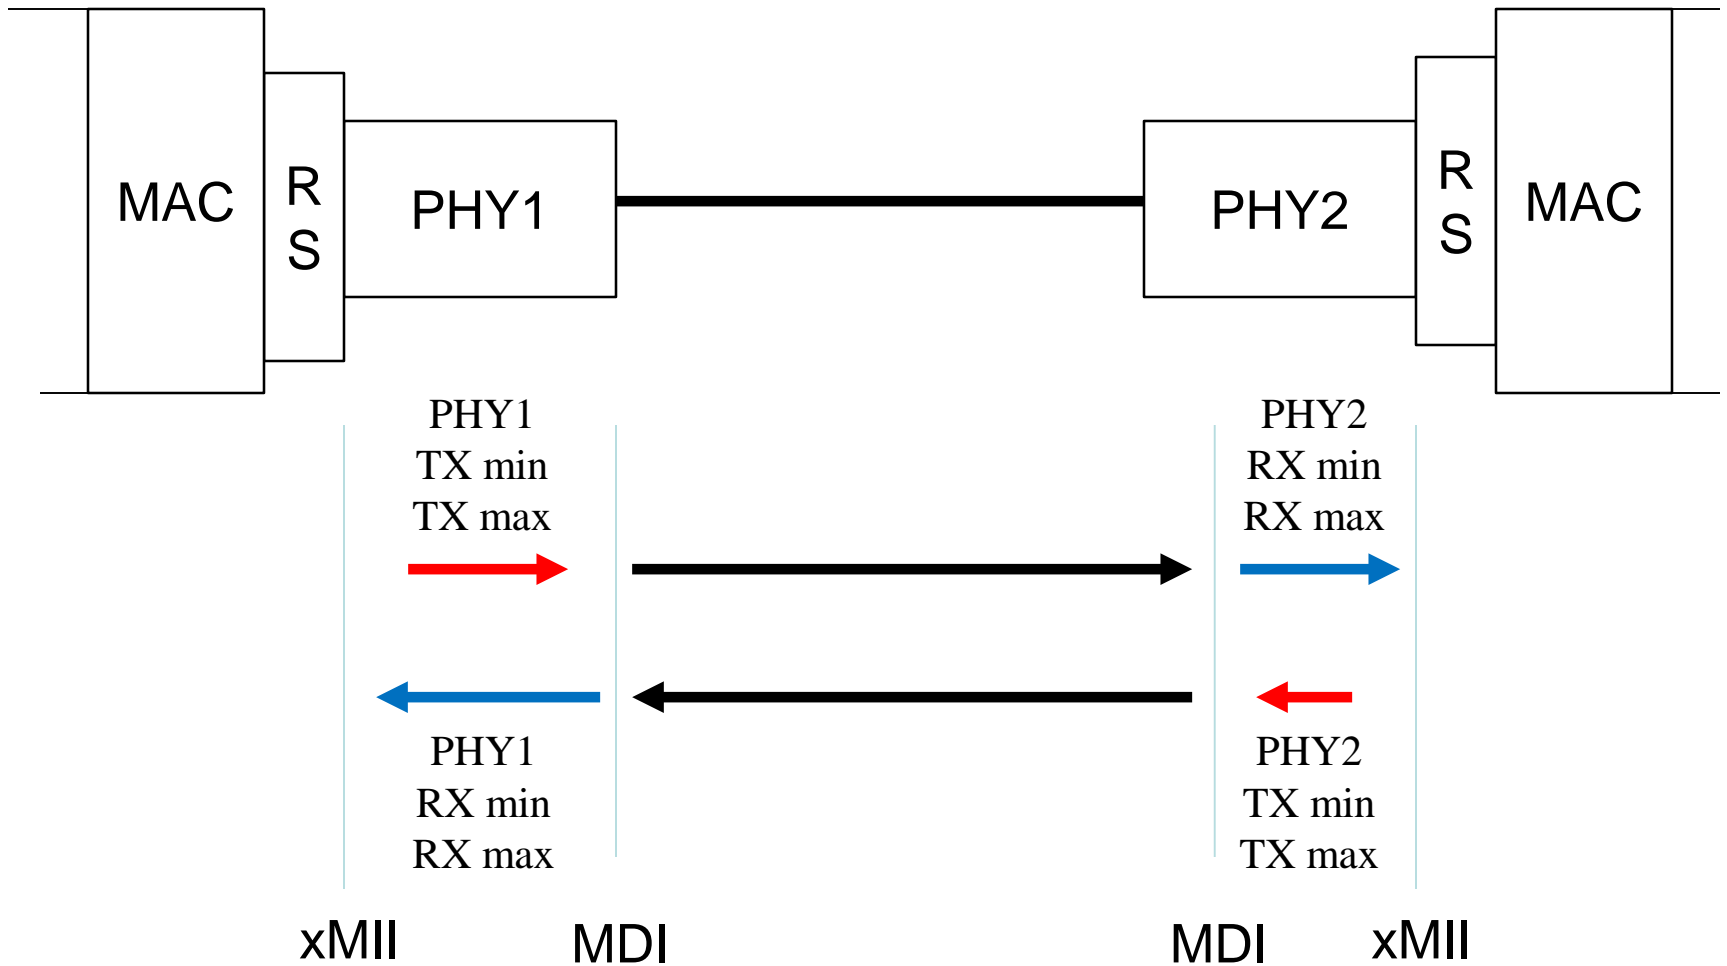 MAC
R
S
PHY1
PHY2
R
S
MAC
PHY1
TX min
TX max
PHY2
RX min
RX max
PHY1
RX min
RX max
PHY2
TX min
TX max
xMII
MDI
MDI
xMII